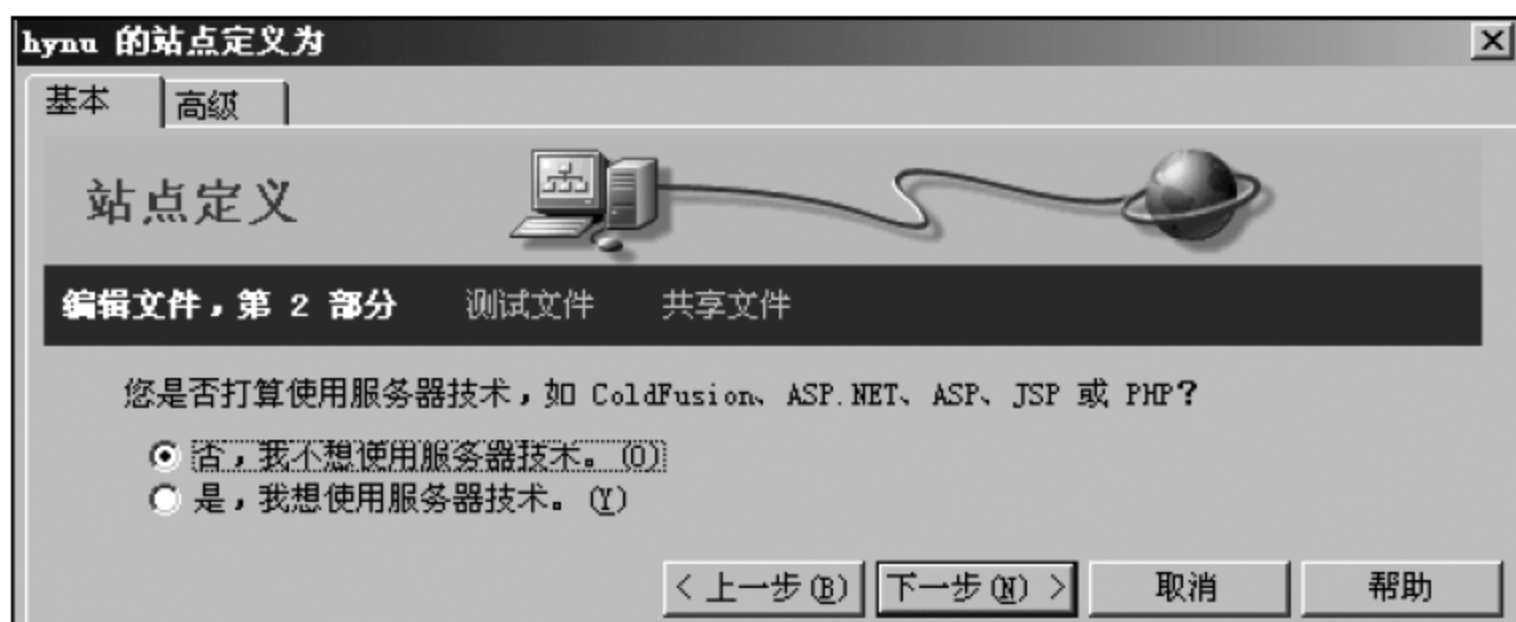 hynu 的站点定义为
基本 高级
站点定义
编辑文件，第 2 部分 测试文件 共享文件
您是否打算使用服务器技术，如 ColdFusion、ASP.NET、ASP、JSP 或 PHP？
否，我不想使用服务器技术。(O)
是，我想使用服务器技术。(Y)
< 上一步(B) 下一步(N) > 取消 帮助